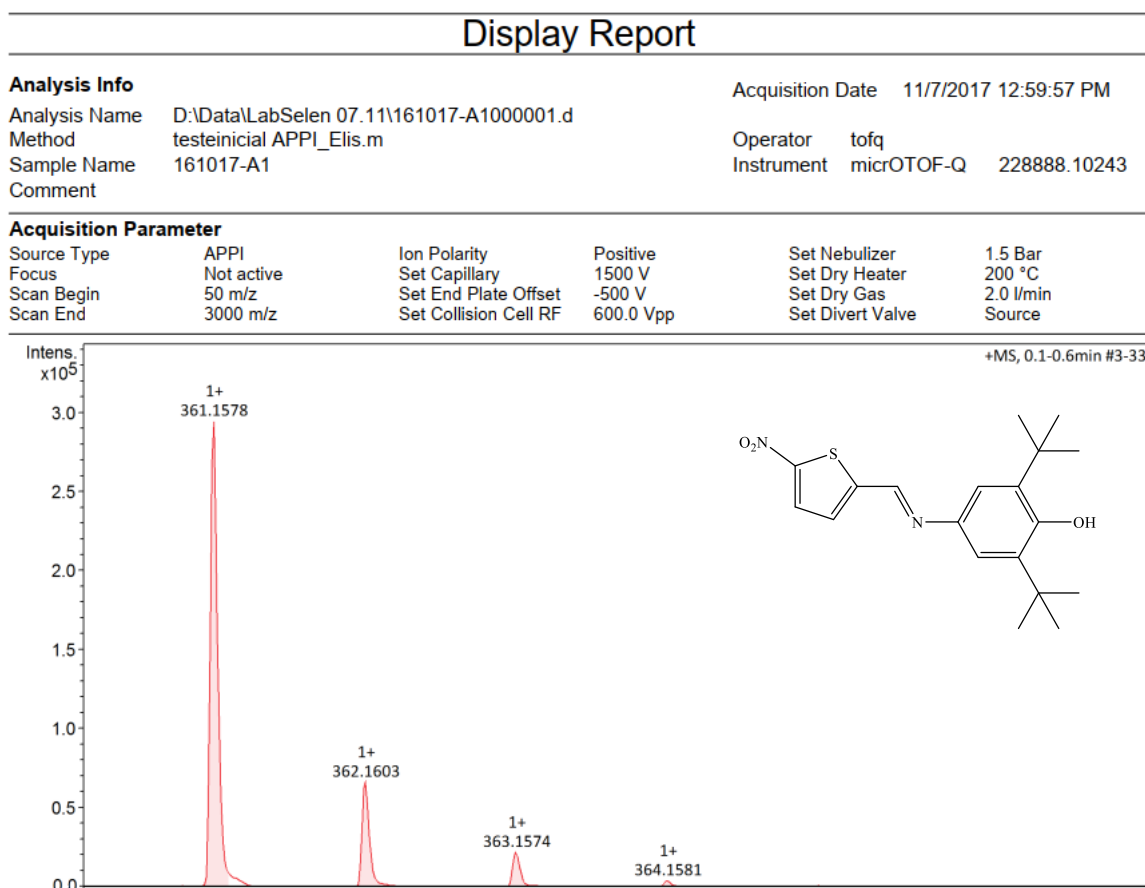 Display Report
Analysis Info
Acquisition Date 11/7/2017 12:59:57 PM
Analysis Name D:\Data\LabSelen 07.11\161017-A1000001.d
Method testeinicial APPI_Elis.m
Operator tofq
Sample Name 161017-A1
Instrument micrOTOF-Q 228888.10243
Comment
Acquisition Parameter
Source Type APPI Ion Polarity Positive Set Nebulizer 1.5 Bar
Focus Not active Set Capillary 1500 V Set Dry Heater 200 °C
Scan Begin 50 m/z Set End Plate Offset -500 V Set Dry Gas 2.0 l/min
Scan End 3000 m/z Set Collision Cell RF 600.0 Vpp Set Divert Valve Source
Intens.
x10⁵
+MS, 0.1-0.6min #3-33
1+
361.1578
3.0
O₂N
S
N
OH
2.5
2.0
1.5
1.0
1+
362.1603
0.5
1+
363.1574
1+
364.1581
0.0